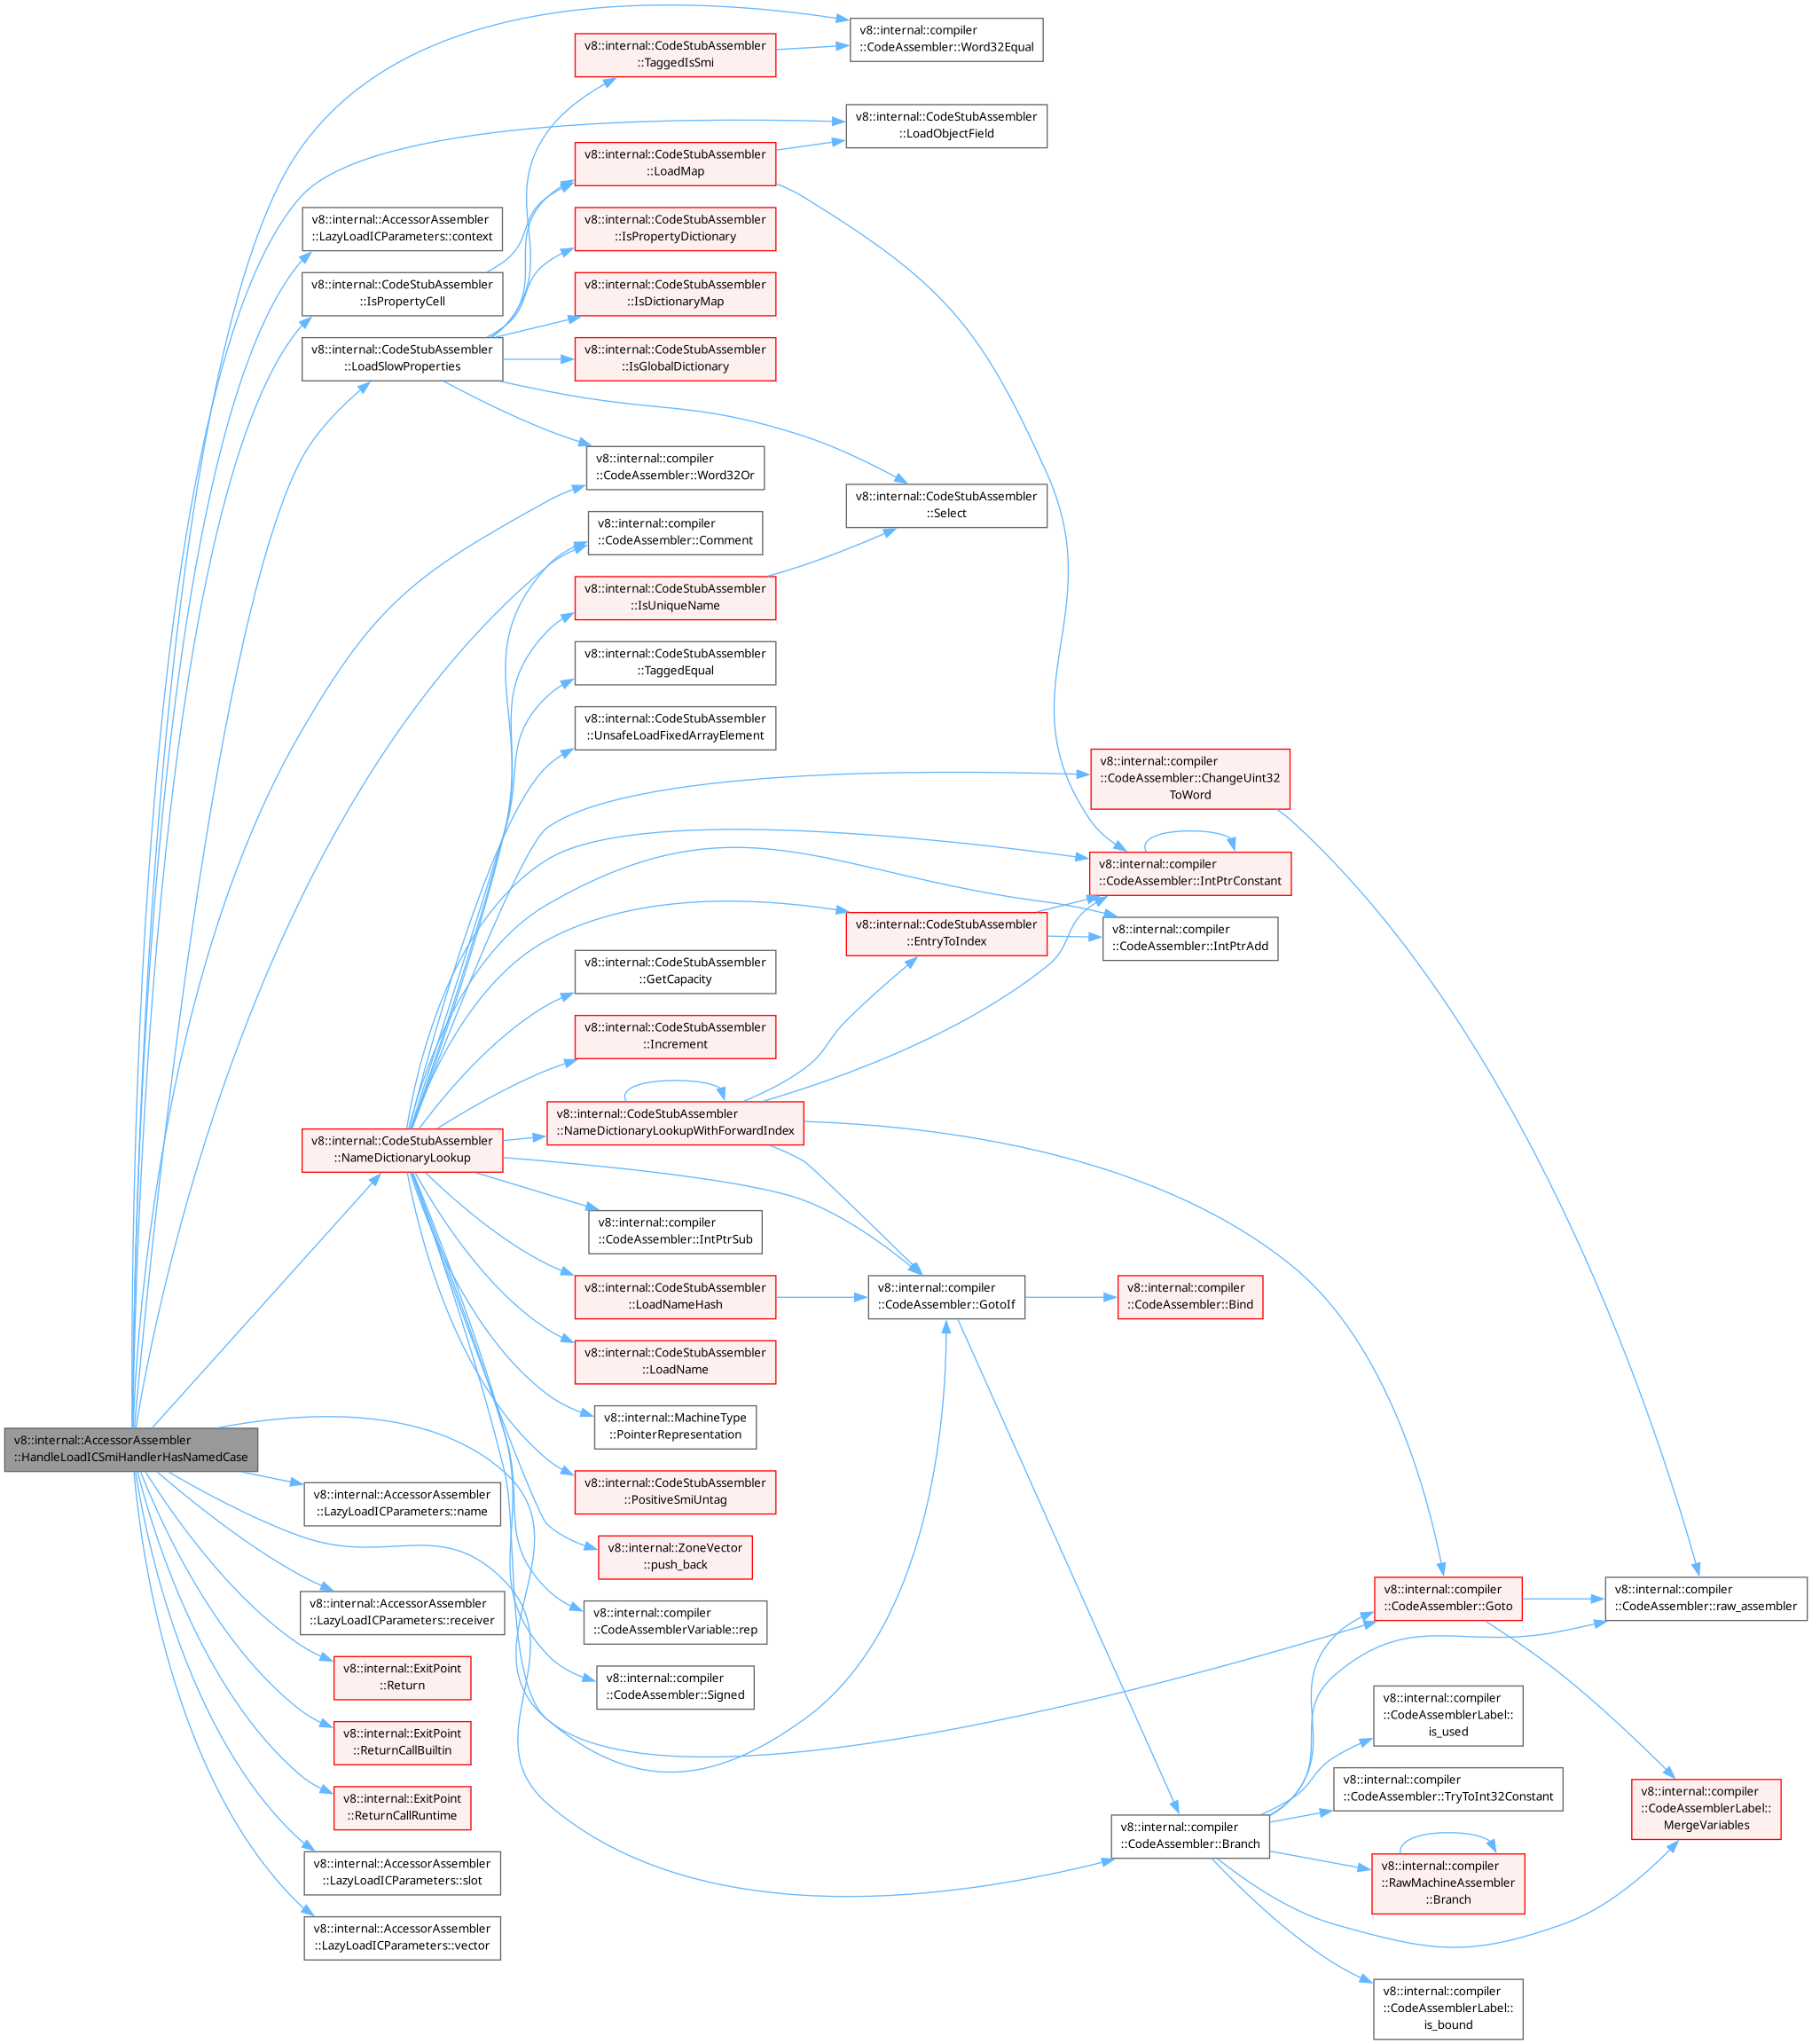 v8::internal::AccessorAssembler
::HandleLoadICSmiHandlerHasNamedCase
v8::internal::AccessorAssembler
::LazyLoadICParameters::context
v8::internal::CodeStubAssembler
::IsPropertyCell
v8::internal::CodeStubAssembler
::LoadSlowProperties
v8::internal::CodeStubAssembler
::NameDictionaryLookup
v8::internal::AccessorAssembler
::LazyLoadICParameters::name
v8::internal::AccessorAssembler
::LazyLoadICParameters::receiver
v8::internal::ExitPoint
::Return
v8::internal::ExitPoint
::ReturnCallBuiltin
v8::internal::ExitPoint
::ReturnCallRuntime
v8::internal::AccessorAssembler
::LazyLoadICParameters::slot
v8::internal::AccessorAssembler
::LazyLoadICParameters::vector
v8::internal::CodeStubAssembler
::TaggedIsSmi
v8::internal::CodeStubAssembler
::LoadMap
v8::internal::CodeStubAssembler
::IsPropertyDictionary
v8::internal::CodeStubAssembler
::IsDictionaryMap
v8::internal::CodeStubAssembler
::IsGlobalDictionary
v8::internal::compiler
::CodeAssembler::Word32Or
v8::internal::compiler
::CodeAssembler::Comment
v8::internal::CodeStubAssembler
::IsUniqueName
v8::internal::CodeStubAssembler
::TaggedEqual
v8::internal::CodeStubAssembler
::UnsafeLoadFixedArrayElement
v8::internal::CodeStubAssembler
::GetCapacity
v8::internal::CodeStubAssembler
::Increment
v8::internal::CodeStubAssembler
::NameDictionaryLookupWithForwardIndex
v8::internal::compiler
::CodeAssembler::IntPtrSub
v8::internal::CodeStubAssembler
::LoadNameHash
v8::internal::CodeStubAssembler
::LoadName
v8::internal::MachineType
::PointerRepresentation
v8::internal::CodeStubAssembler
::PositiveSmiUntag
v8::internal::ZoneVector
::push_back
v8::internal::compiler
::CodeAssemblerVariable::rep
v8::internal::compiler
::CodeAssembler::Signed
v8::internal::compiler
::CodeAssembler::Word32Equal
v8::internal::CodeStubAssembler
::LoadObjectField
v8::internal::CodeStubAssembler
::Select
v8::internal::CodeStubAssembler
::EntryToIndex
v8::internal::compiler
::CodeAssembler::GotoIf
v8::internal::compiler
::CodeAssembler::ChangeUint32
ToWord
v8::internal::compiler
::CodeAssembler::IntPtrConstant
v8::internal::compiler
::CodeAssembler::IntPtrAdd
v8::internal::compiler
::CodeAssembler::Bind
v8::internal::compiler
::CodeAssembler::Branch
v8::internal::compiler
::CodeAssembler::Goto
v8::internal::compiler
::CodeAssemblerLabel::
is_used
v8::internal::compiler
::CodeAssembler::TryToInt32Constant
v8::internal::compiler
::RawMachineAssembler
::Branch
v8::internal::compiler
::CodeAssemblerLabel::
is_bound
v8::internal::compiler
::CodeAssembler::raw_assembler
v8::internal::compiler
::CodeAssemblerLabel::
MergeVariables